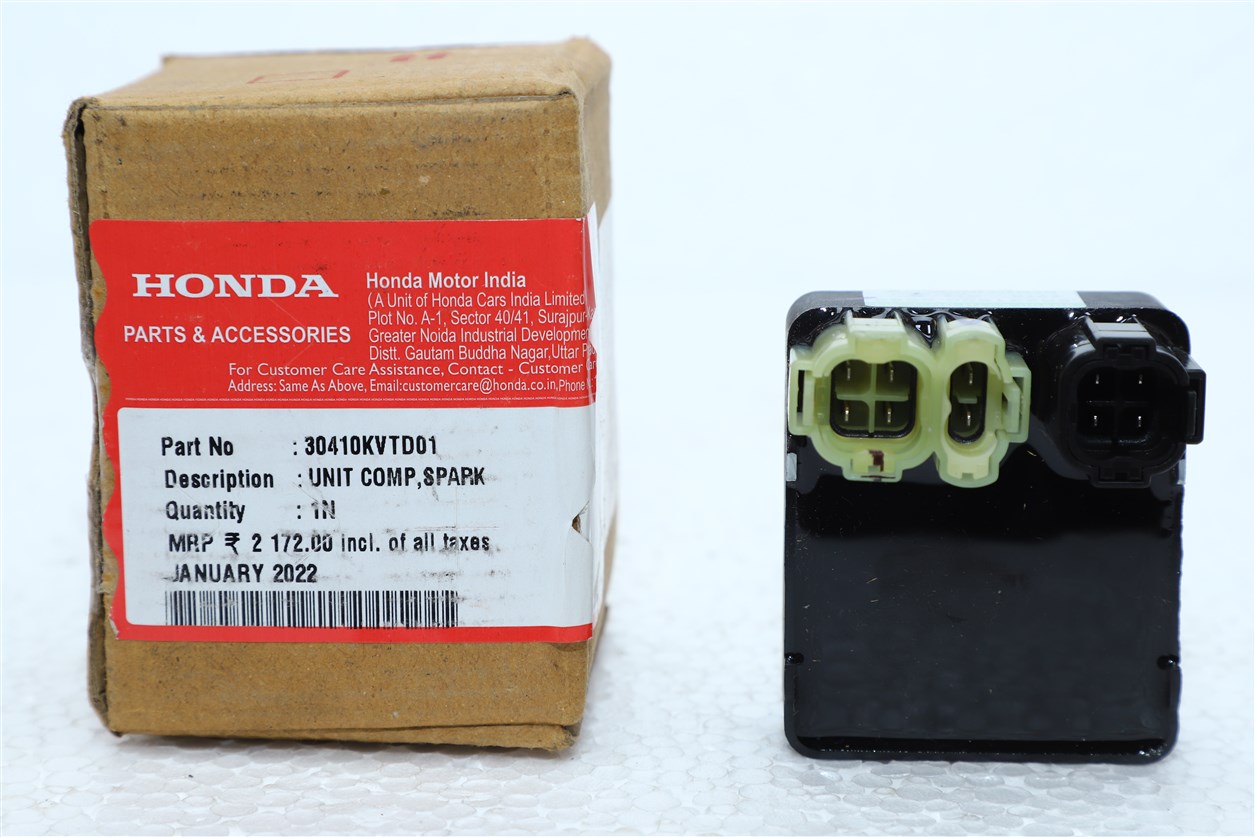 HONDA
PARTS & ACCESSORIES
Honda Motor India
(A Unit of Honda Cars India Limited
Plot No. A-1, Sector 40/41, Surajpur-
Greater Noida Industrial Developmen
Distt. Gautam Buddha Nagar, Uttar P
For Customer Care Assistance, Contact - Customer
Address: Same As Above, Email:customercare@honda.co.in, Phone
Part No : 30410KVTD01
Description : UNIT COMP,SPARK
Quantity : 1N
MRP ₹ 2 172.00 incl. of all taxes
JANUARY 2022